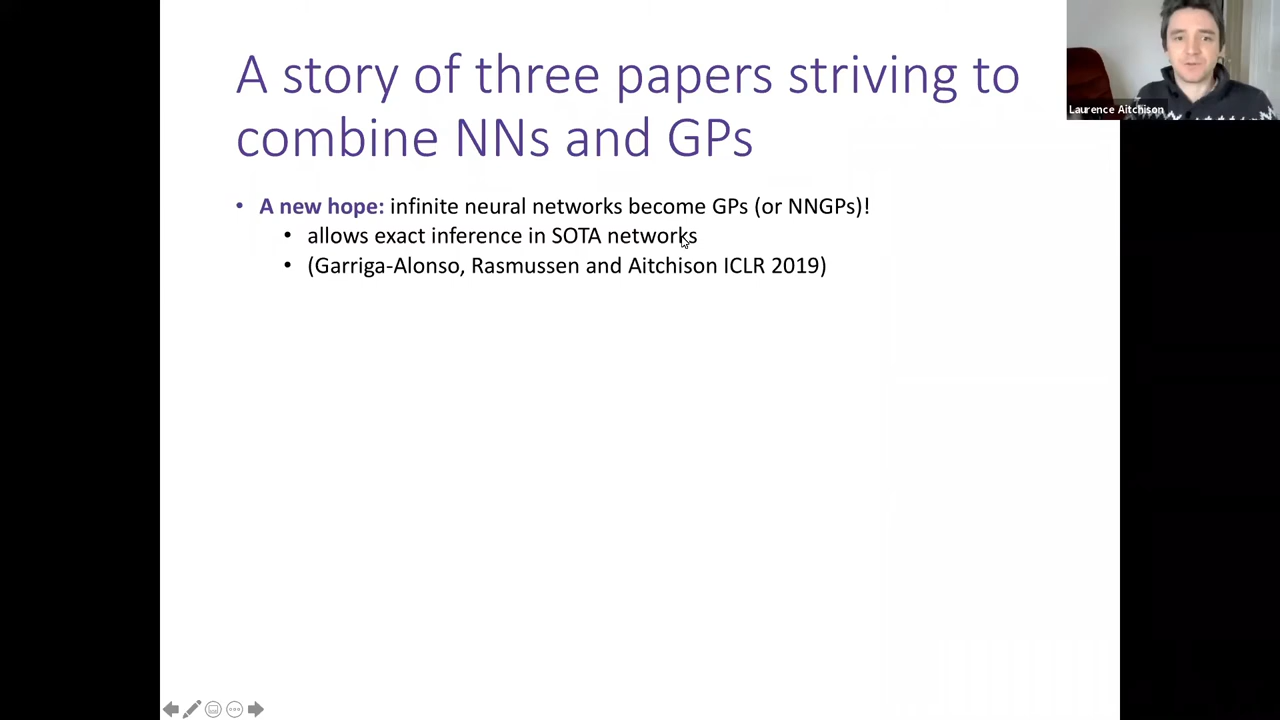 A story of three papers striving to
combine NNs and GPs
Laurence Aitchison
• A new hope: infinite neural networks become GPs (or NNGPs)!
• allows exact inference in SOTA networks
• (Garriga-Alonso, Rasmussen and Aitchison ICLR 2019)